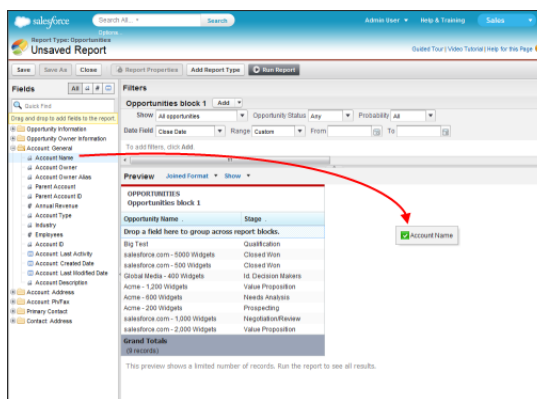 salesforce
Search All...
Search
Options...
Admin User
Help & Training
Sales
Report Type: Opportunities
Unsaved Report
Guided Tour | Video Tutorial | Help for this Page
Save
Save As
Close
Report Properties
Add Report Type
Run Report
Fields
All
Quick Find
Drag and drop to add fields to the report.
Opportunity Information
Opportunity Owner Information
Account: General
Account Name
Account Owner
Account Owner Alias
Parent Account
Parent Account ID
Annual Revenue
Account Type
Industry
Employees
Account ID
Account: Last Activity
Account: Created Date
Account: Last Modified Date
Account Description
Account: Address
Account: Ph/Fax
Primary Contact
Contact: Address
Filters
Opportunities block 1 Add
Show All opportunities Opportunity Status Any Probability All
Date Field Close Date Range Custom From To
To add filters, click Add.
Preview Joined Format Show
OPPORTUNITIES
Opportunities block 1
Opportunity Name Stage
Drop a field here to group across report blocks.
Big Text Qualification
salesforce.com - 5000 Widgets Closed Won
salesforce.com - 500 Widgets Closed Won
Global Media - 400 Widgets Id. Decision Makers
Acme - 1,200 Widgets Value Proposition
Acme - 600 Widgets Needs Analysis
Acme - 200 Widgets Prospecting
salesforce.com - 1,000 Widgets Negotiation/Review
salesforce.com - 2,000 Widgets Value Proposition
Grand Totals
(9 records)
Account Name
This preview shows a limited number of records. Run the report to see all results.